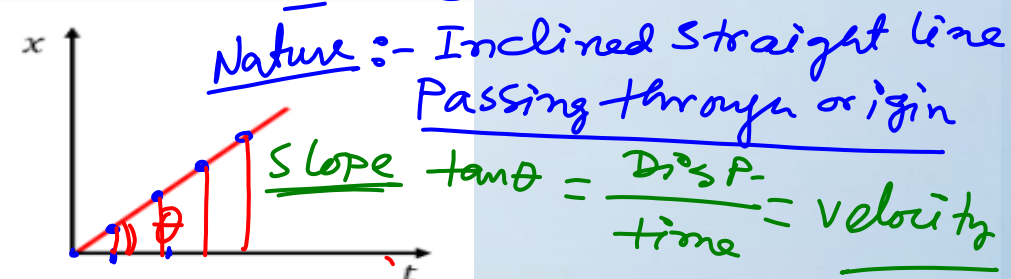 x
Nature :- Inclined straight line
Passing through origin
Slope tanθ = Disp. / time = velocity
θ
t